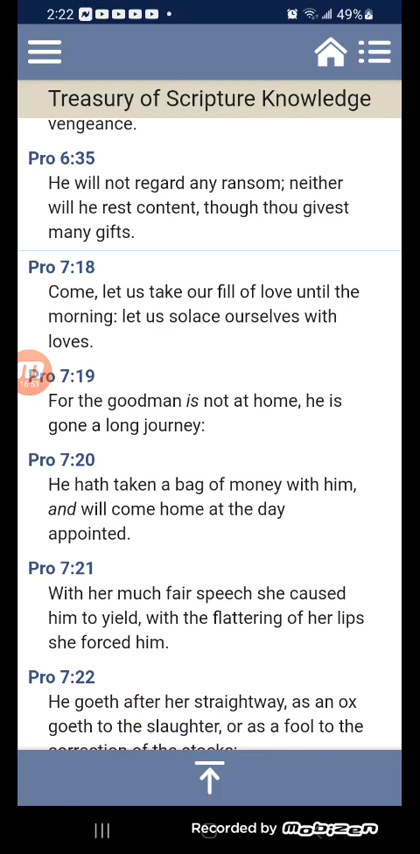 2:22 49%
Treasury of Scripture Knowledge
vengeance.
Pro 6:35
He will not regard any ransom; neither
will he rest content, though thou givest
many gifts.
Pro 7:18
Come, let us take our fill of love until the
morning: let us solace ourselves with
loves.
Pro 7:19
16:53
For the goodman is not at home, he is
gone a long journey:
Pro 7:20
He hath taken a bag of money with him,
and will come home at the day
appointed.
Pro 7:21
With her much fair speech she caused
him to yield, with the flattering of her lips
she forced him.
Pro 7:22
He goeth after her straightway, as an ox
goeth to the slaughter, or as a fool to the
correction of the stocks;
Recorded by mobizen